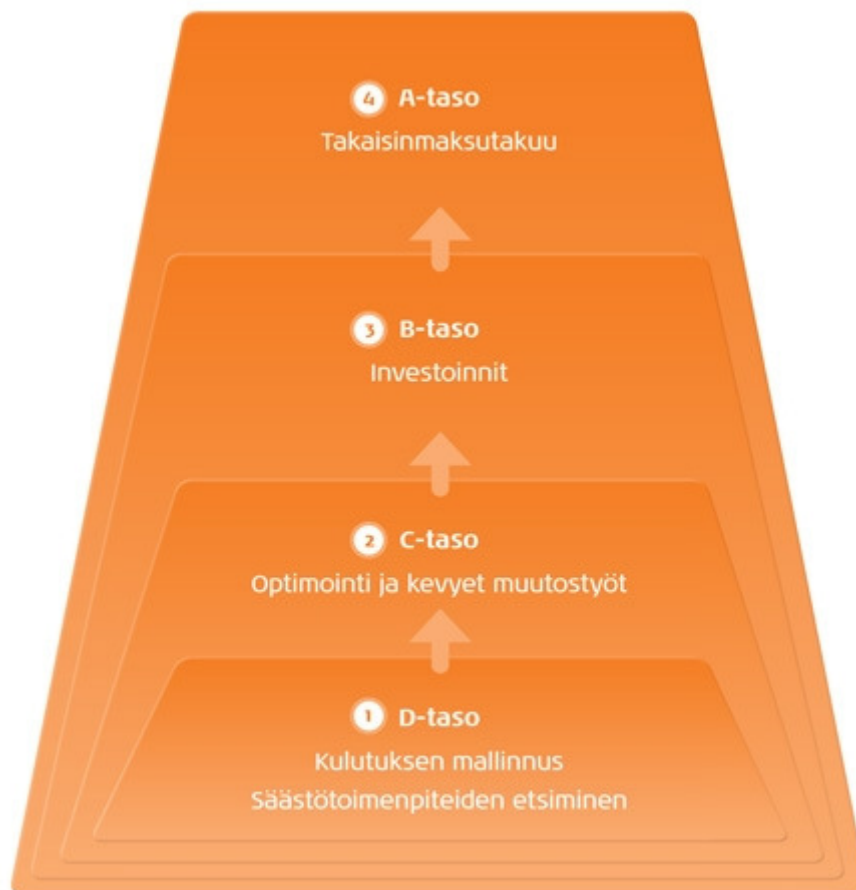 4 A-taso
Takaisinmaksutakuu
3 B-taso
Investoinnit
2 C-taso
Optimointi ja kevyet muutostyöt
1 D-taso
Kulutuksen mallinnus
Säästötoimenpiteiden etsiminen